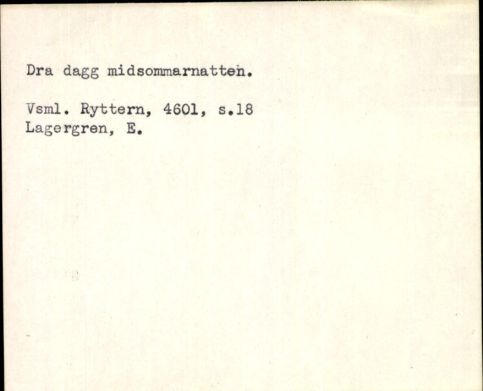 Dra dagg midsommarnatten.
Vsml. Ryttern, 4601, s.18
Lagergren, E.